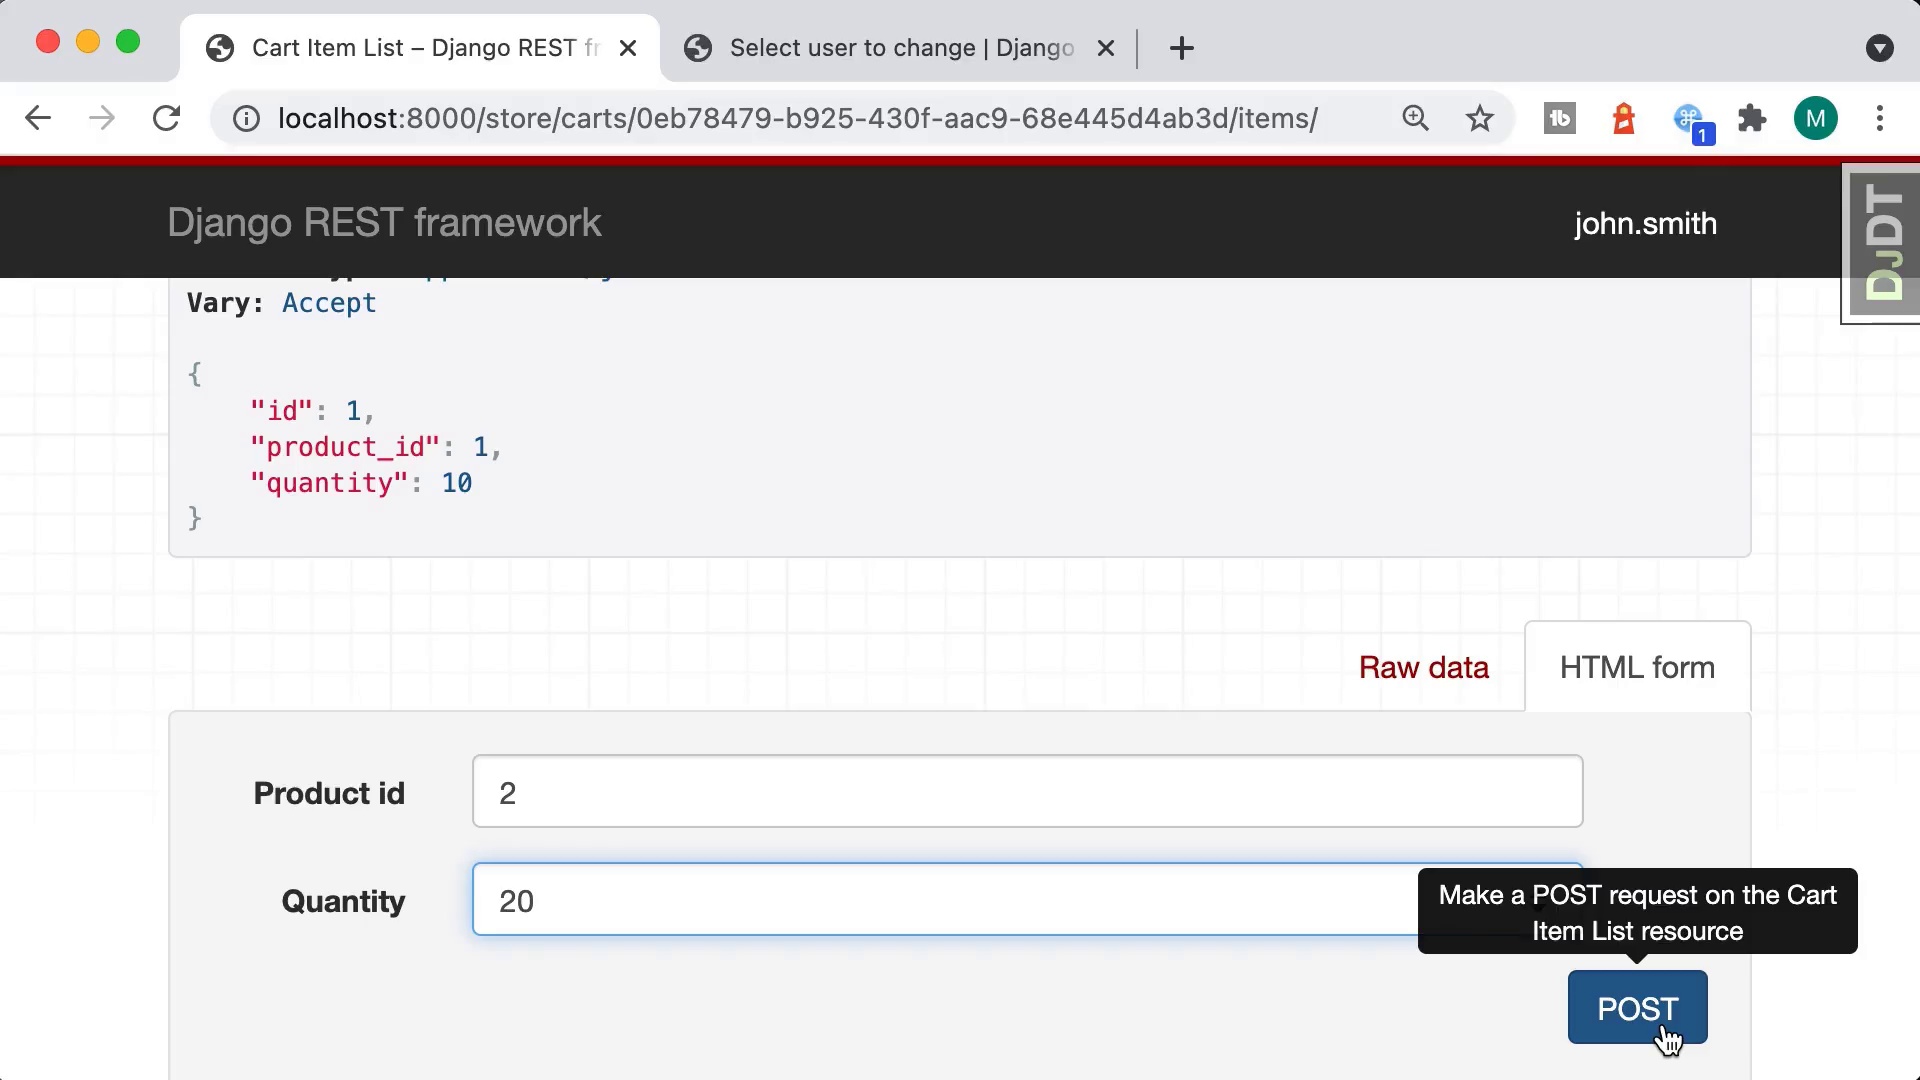 Cart Item List – Django REST fr
Select user to change | Django
localhost:8000/store/carts/0eb78479-b925-430f-aac9-68e445d4ab3d/items/
1
M
Django REST framework
john.smith
DJDT
Vary: Accept
{
"id": 1,
"product_id": 1,
"quantity": 10
}
Raw data
HTML form
Product id
2
Quantity
20
Make a POST request on the Cart
Item List resource
POST